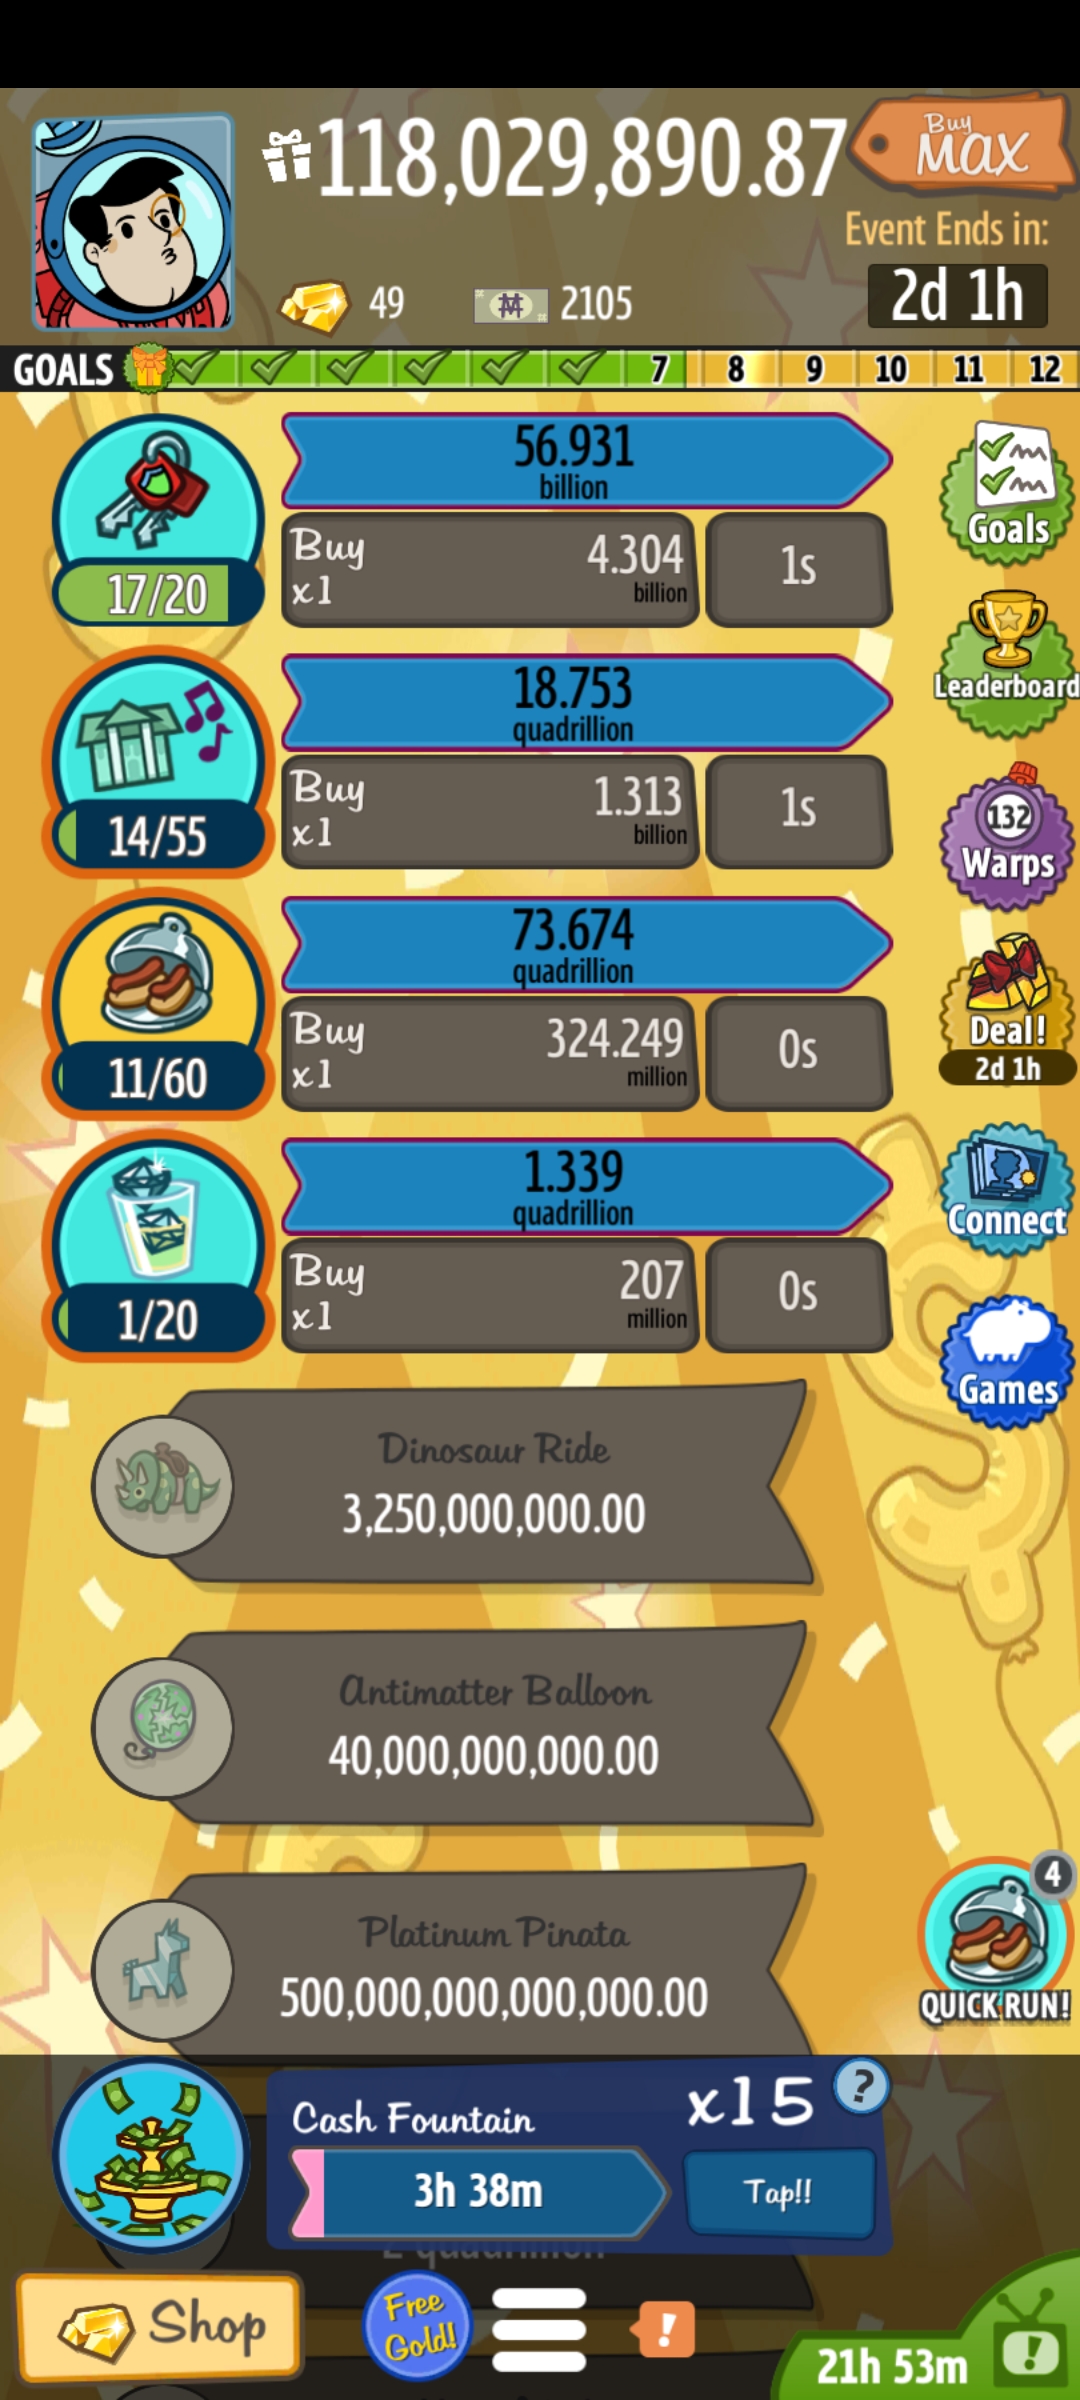 118,029,890.87
Buy
MAX
Event Ends in:
49
2105
2d 1h
GOALS 7 8 9 10 11 12
56.931
billion
Buy
x1
4.304
billion
1s
17/20
Goals
Leaderboard
18.753
quadrillion
Buy
x1
1.313
billion
1s
14/55
132
Warps
73.674
quadrillion
Buy
x1
324.249
million
0s
11/60
Deal!
2d 1h
1.339
quadrillion
Buy
x1
207
million
0s
1/20
Connect
Games
Dinosaur Ride
3,250,000,000.00
Antimatter Balloon
40,000,000,000.00
Platinum Pinata
500,000,000,000,000.00
4
QUICK RUN!
Cash Fountain
x15
?
3h 38m
Tap!!
2 quadrillion
Shop
Free
Gold!
!
!
21h 53m